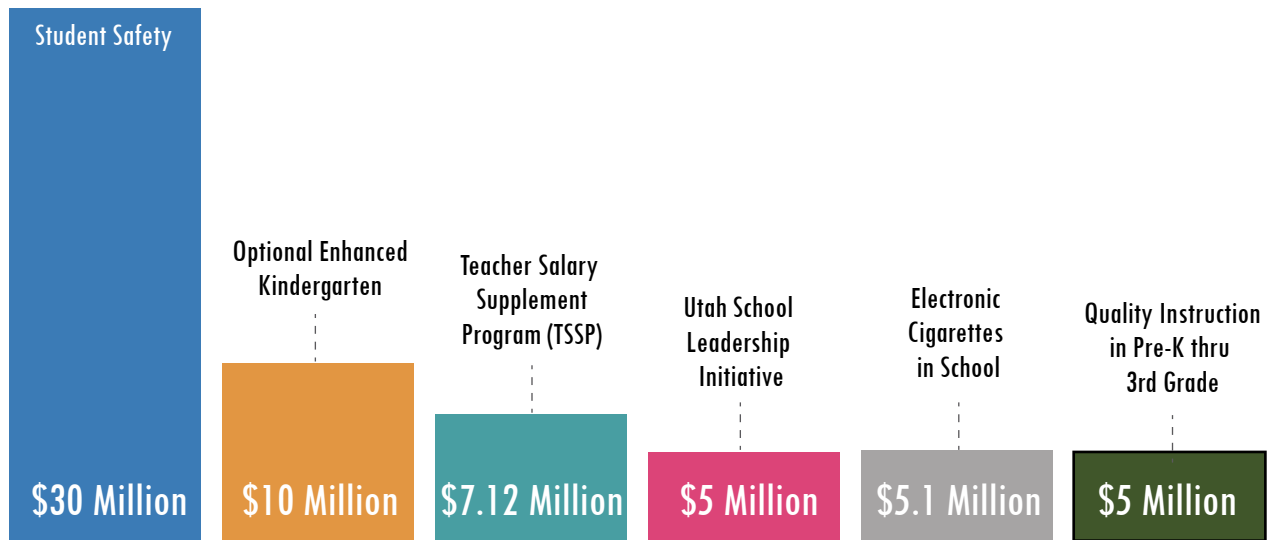 Student Safety
$30 Million
Optional Enhanced
Kindergarten
$10 Million
Teacher Salary
Supplement
Program (TSSP)
$7.12 Million
Utah School
Leadership
Initiative
$5 Million
Electronic
Cigarettes
in School
$5.1 Million
Quality Instruction
in Pre-K thru
3rd Grade
$5 Million